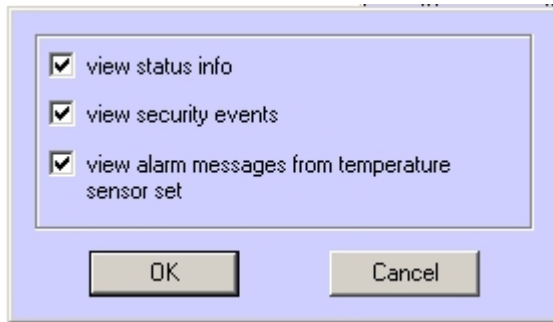 view status info
view security events
view alarm messages from temperature
sensor set
OK
Cancel